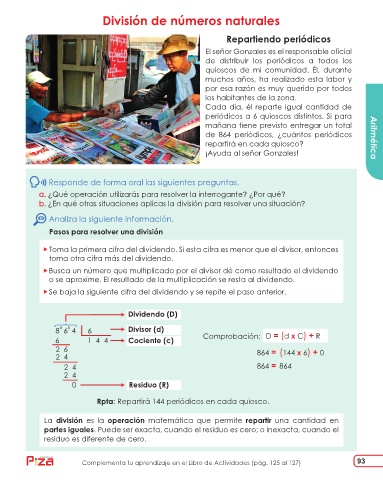 División de números naturales
Repartiendo periódicos
El señor Gonzales es el responsable oficial
de distribuir los periódicos a todos los
quioscos de mi comunidad. Él, durante
muchos años, ha realizado esta labor y
por esa razón es muy querido por todos
los habitantes de la zona.
Cada día, él reparte igual cantidad de
periódicos a 6 quioscos distintos. Si para
mañana tiene previsto entregar un total
de 864 periódicos, ¿cuántos periódicos
repartirá en cada quiosco?
¡Ayuda al señor Gonzales!
Aritmética
Responde de forma oral las siguientes preguntas.
a. ¿Qué operación utilizarás para resolver la interrogante? ¿Por qué?
b. ¿En qué otras situaciones aplicas la división para resolver una situación?
Analiza la siguiente información.
Pasos para resolver una división
Toma la primera cifra del dividendo. Si esta cifra es menor que el divisor, entonces
toma otra cifra más del dividendo.
Busca un número que multiplicado por el divisor dé como resultado el dividendo
o se aproxime. El resultado de la multiplicación se resta al dividendo.
Se baja la siguiente cifra del dividendo y se repite el paso anterior.
Dividendo (D)
8 6 4 6 Divisor (d)
6 1 4 4 Cociente (c)
Comprobación: D = (d x C) + R
2 6
2 4
864 = (144 x 6) + 0
2 4
864 = 864
2 4
0 Residuo (R)
Rpta: Repartirá 144 periódicos en cada quiosco.
La división es la operación matemática que permite repartir una cantidad en
partes iguales. Puede ser exacta, cuando el residuo es cero; o inexacta, cuando el
residuo es diferente de cero.
Complementa tu aprendizaje en el Libro de Actividades (pág. 125 al 127)
93